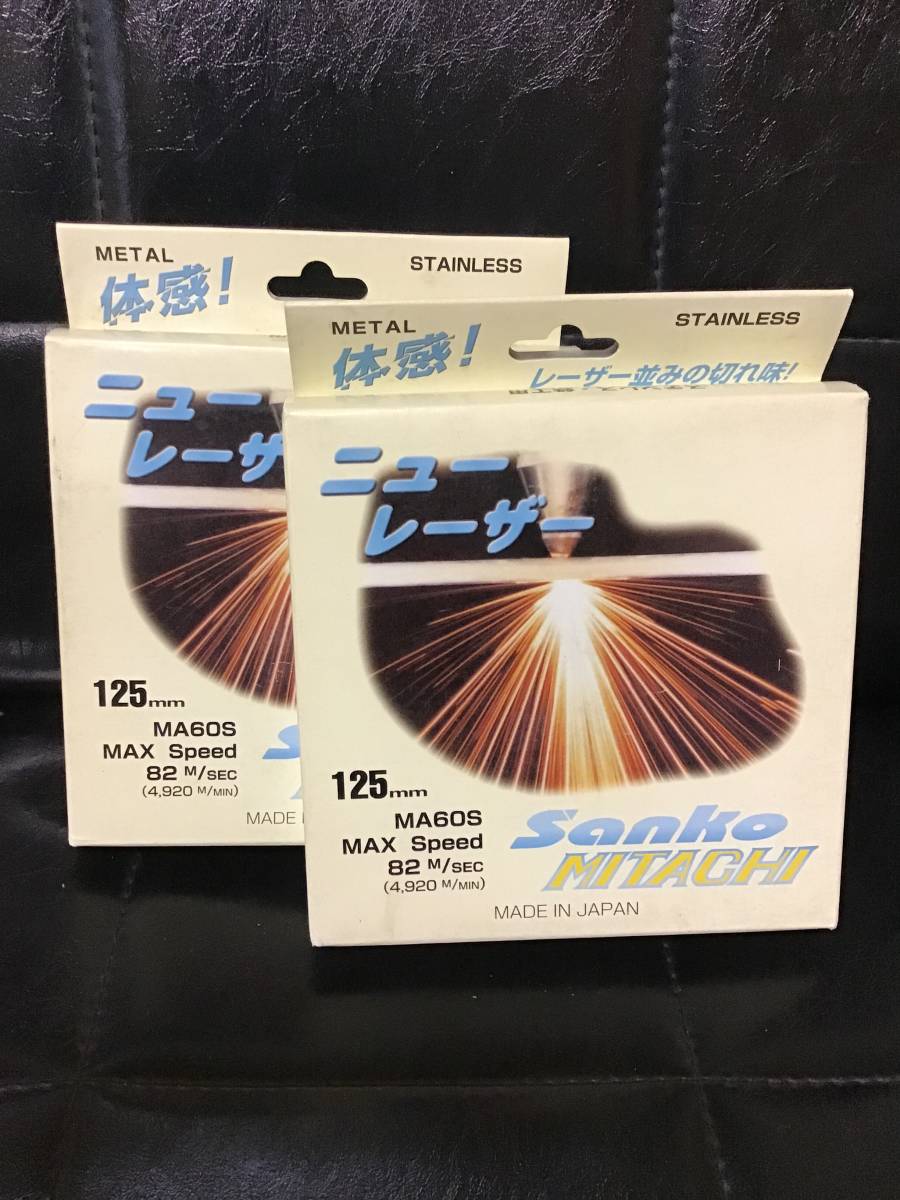 METAL
STAINLESS
体感!
ニュー
レーザ
125mm
MA60S
MAX Speed
82 M/SEC
(4,920 M/MIN)
MADE
METAL
STAINLESS
体感!
レーザー並みの切れ味!
ニュー
レーザー
125mm
MA60S
MAX Speed
82 M/SEC
(4,920 M/MIN)
Sanko
MITACHI
MADE IN JAPAN